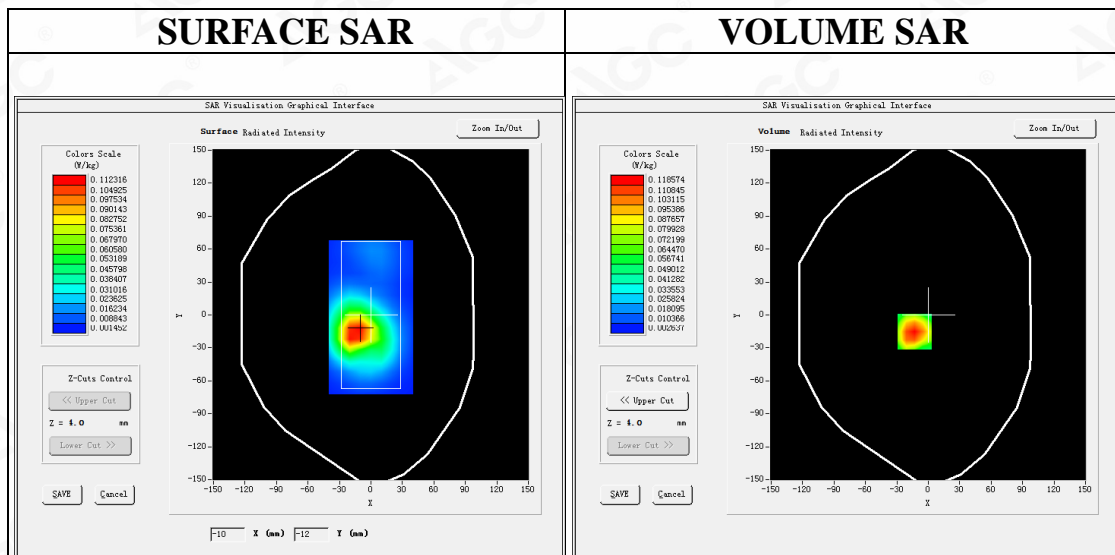 SURFACE SAR
VOLUME SAR
SAR Visualisation Graphical Interface
Surface Radiated Intensity
Zoom In/Out
Colors Scale
(W/kg)
0.112316
0.104925
0.097534
0.090143
0.082752
0.075361
0.067970
0.060580
0.053189
0.045798
0.038407
0.031016
0.023625
0.016234
0.008843
0.001452
150
120
90
60
30
0
-30
-60
-90
-120
-150
Y
-150 -120 -90 -60 -30 0 30 60 90 120 150
X
Z-Cuts Control
<< Upper Cut
Z = 4.0 mm
Lower Cut >>
SAVE Cancel
-10 X (mm) -12 Y (mm)
SAR Visualisation Graphical Interface
Volume Radiated Intensity
Zoom In/Out
Colors Scale
(W/kg)
0.118574
0.110845
0.103115
0.095386
0.087657
0.079928
0.072199
0.064470
0.056741
0.049012
0.041282
0.033553
0.025824
0.018095
0.010366
0.002637
150
120
90
60
30
0
-30
-60
-90
-120
-150
Y
-150 -120 -90 -60 -30 0 30 60 90 120 150
X
Z-Cuts Control
<< Upper Cut
Z = 4.0 mm
Lower Cut >>
SAVE Cancel